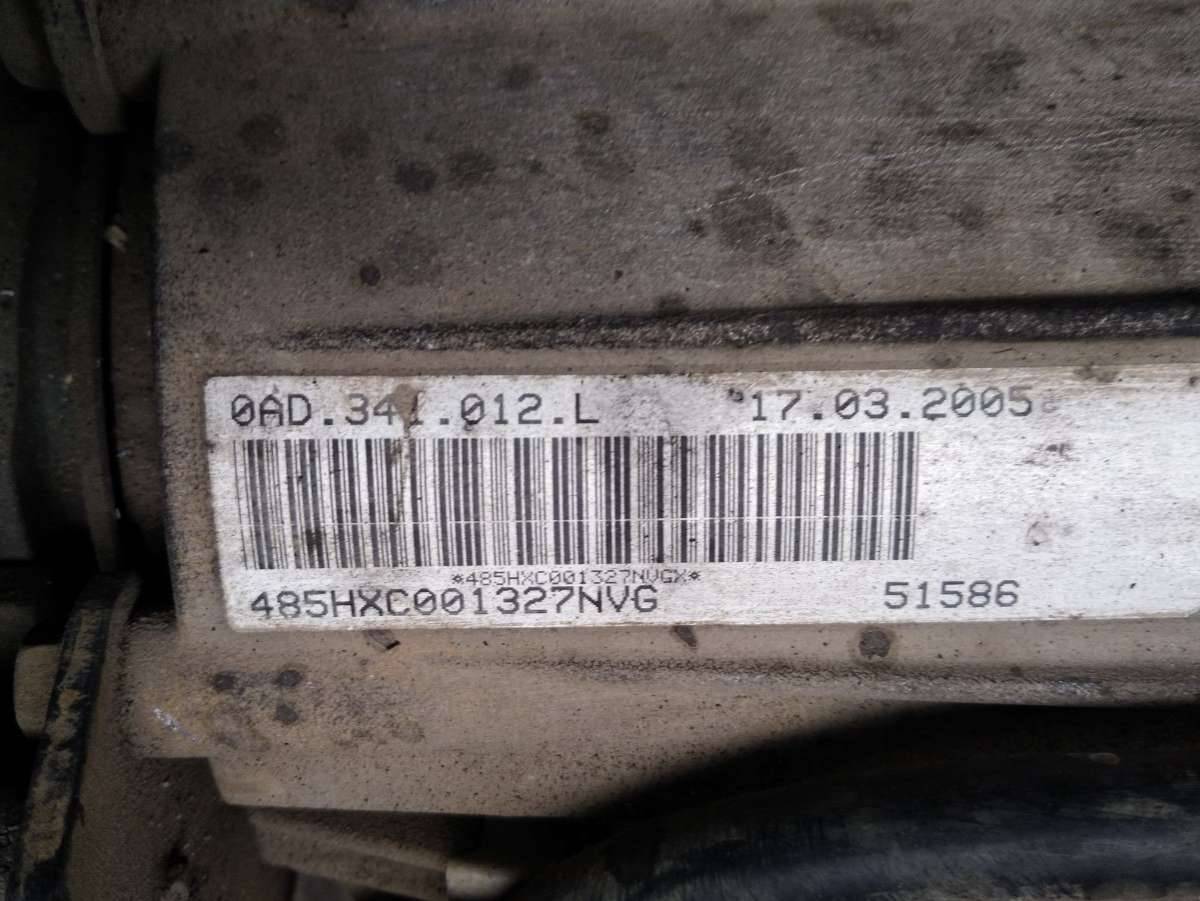 0AD.341.012.L 17.03.2005
*485HXC001327NVGX*
485HXC001327NVG 51586